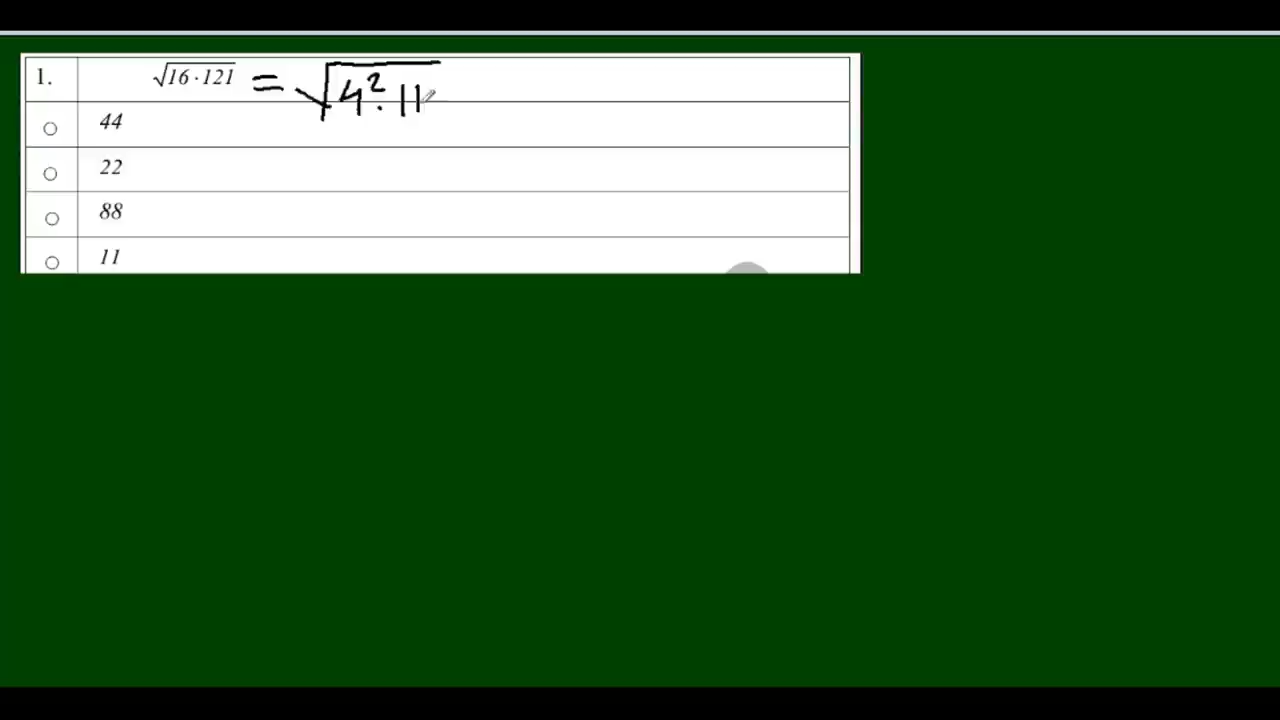 1. √16·121 = √4²·11
44
22
88
11